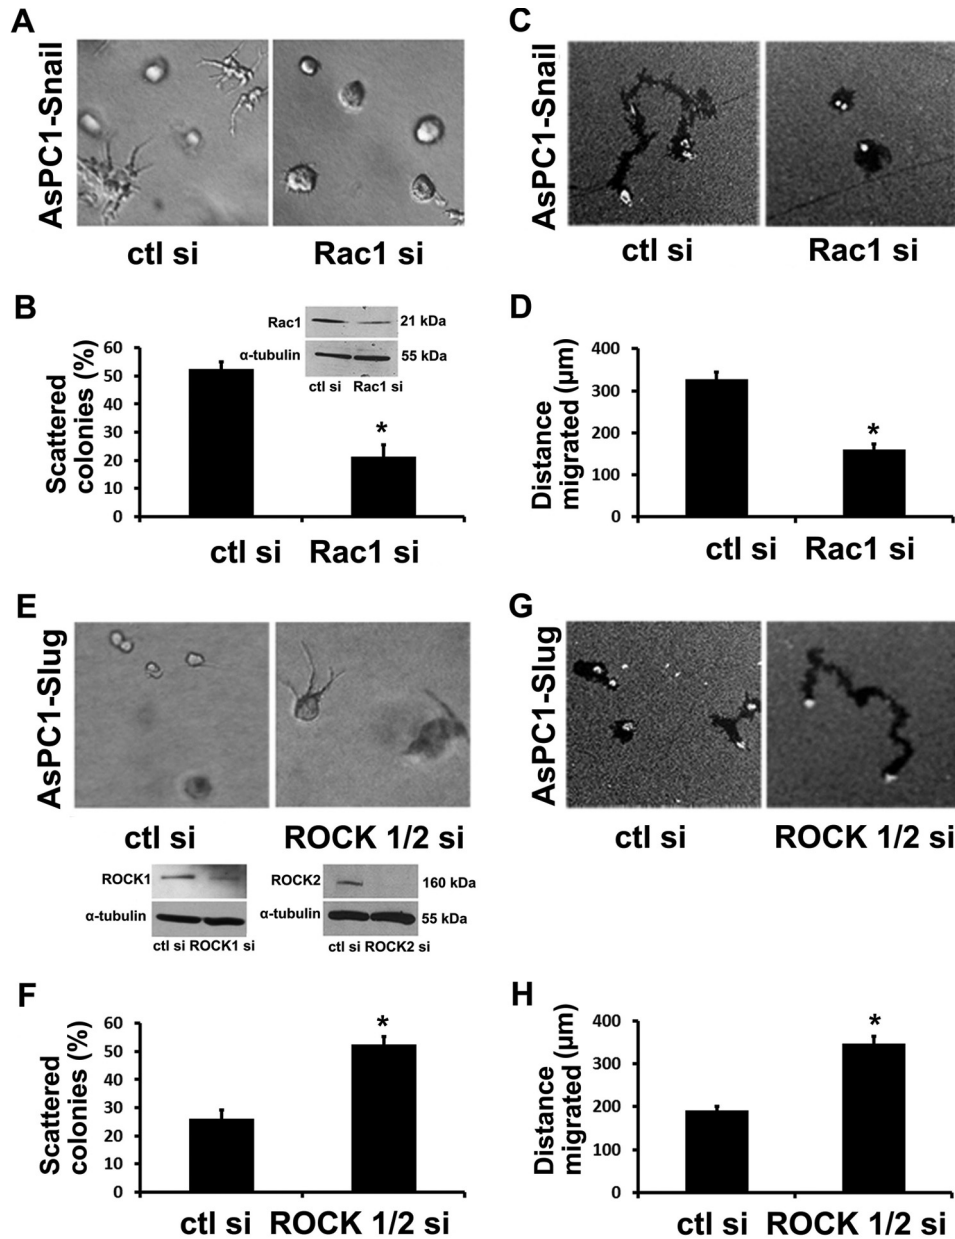 A
AsPC1-Snail
ctl si
Rac1 si
C
AsPC1-Snail
ctl si
Rac1 si
B
Scattered
colonies (%)
60
50
40
30
20
10
0
*
ctl si
Rac1 si
Rac1
21 kDa
α-tubulin
55 kDa
ctl si
Rac1 si
D
Distance
migrated (µm)
400
300
200
100
0
*
ctl si
Rac1 si
E
AsPC1-Slug
ctl si
ROCK 1/2 si
ROCK1
α-tubulin
ctl si ROCK1 si
ROCK2
160 kDa
α-tubulin
55 kDa
ctl si ROCK2 si
G
AsPC1-Slug
ctl si
ROCK 1/2 si
F
Scattered
colonies (%)
60
50
40
30
20
10
0
*
ctl si
ROCK 1/2 si
H
Distance
migrated (µm)
400
300
200
100
0
*
ctl si
ROCK 1/2 si